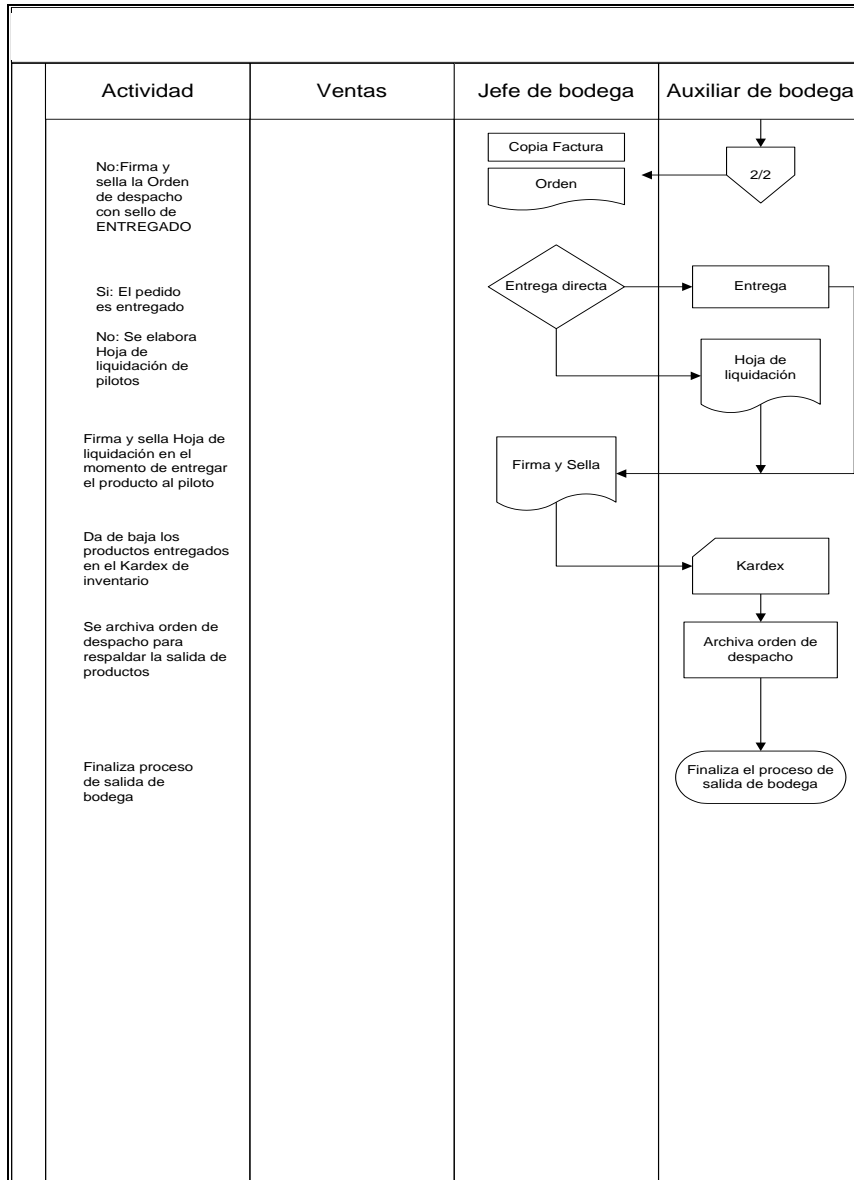 Actividad
Ventas
Jefe de bodega
Auxiliar de bodega
No:Firma y
sella la Orden
de despacho
con sello de
ENTREGADO
Copia Factura
Orden
2/2
Si: El pedido
es entregado
No: Se elabora
Hoja de
liquidación de
pilotos
Entrega directa
Entrega
Hoja de
liquidación
Firma y sella Hoja de
liquidación en el
momento de entregar
el producto al piloto
Firma y Sella
Da de baja los
productos entregados
en el Kardex de
inventario
Kardex
Se archiva orden de
despacho para
respaldar la salida de
productos
Archiva orden de
despacho
Finaliza proceso
de salida de
bodega
Finaliza el proceso de
salida de bodega